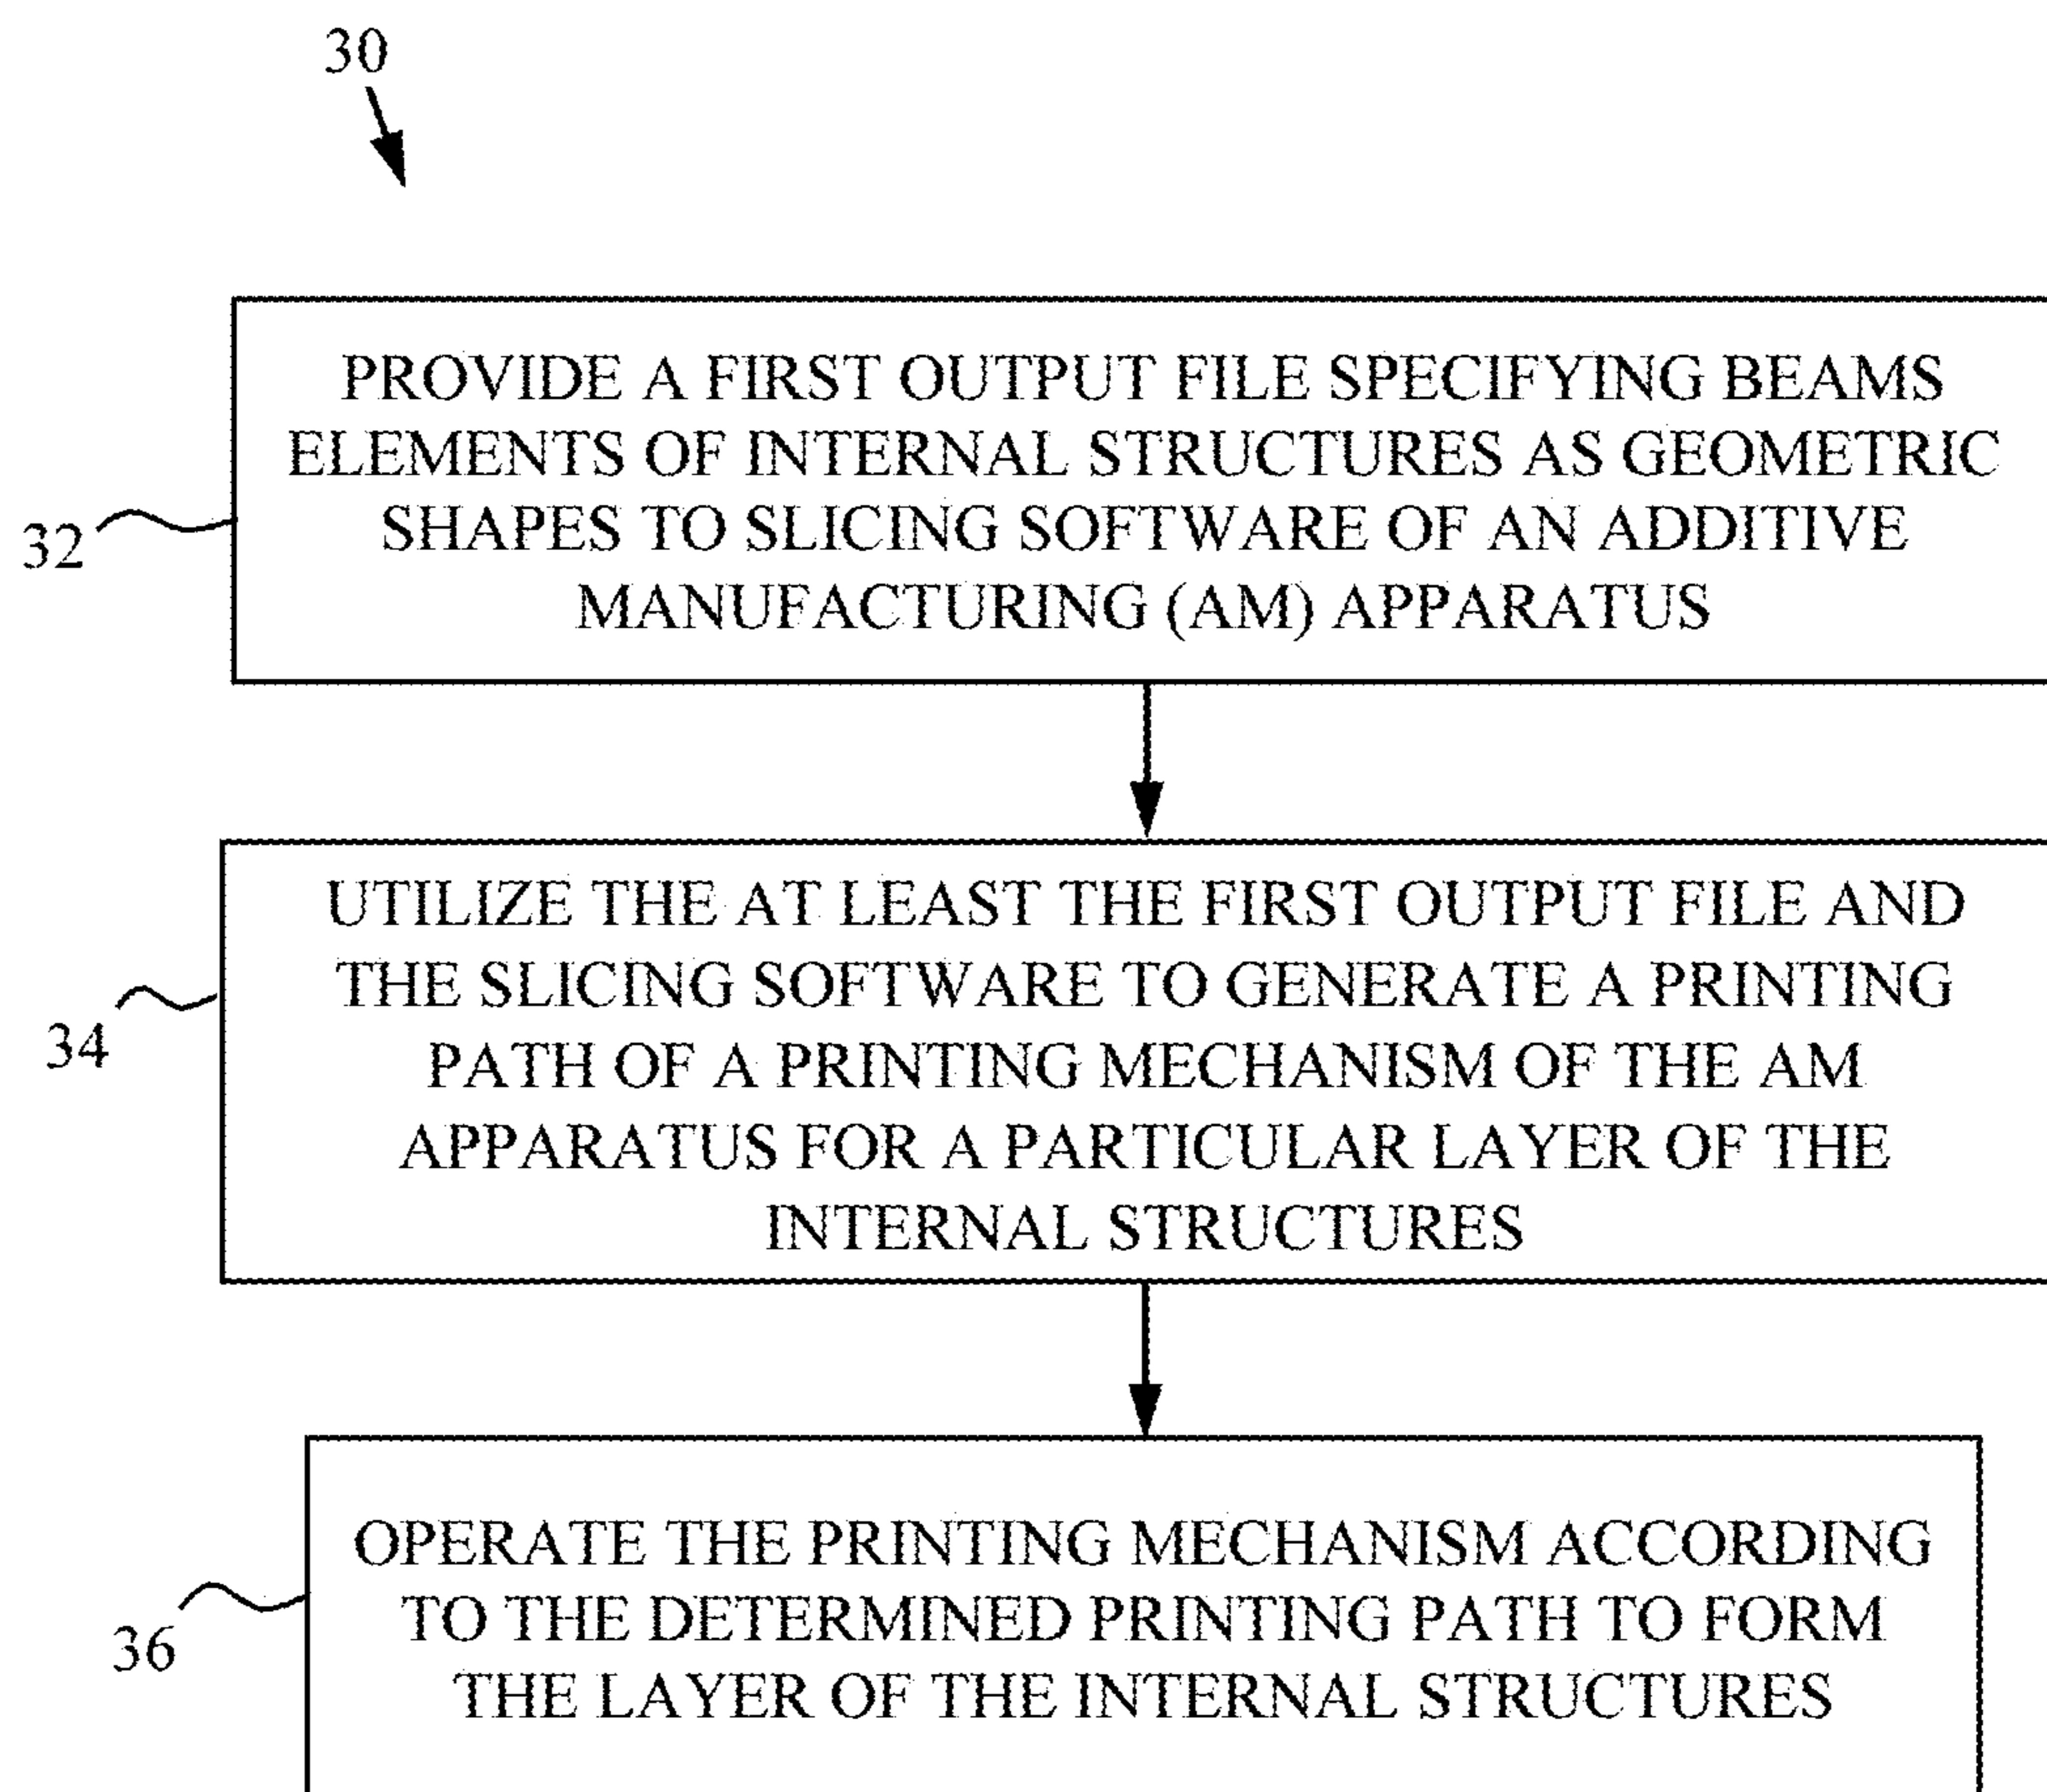 30
PROVIDE A FIRST OUTPUT FILE SPECIFYING BEAMS
ELEMENTS OF INTERNAL STRUCTURES AS GEOMETRIC
SHAPES TO SLICING SOFTWARE OF AN ADDITIVE
MANUFACTURING (AM) APPARATUS
32
UTILIZE THE AT LEAST THE FIRST OUTPUT FILE AND
THE SLICING SOFTWARE TO GENERATE A PRINTING
PATH OF A PRINTING MECHANISM OF THE AM
APPARATUS FOR A PARTICULAR LAYER OF THE
INTERNAL STRUCTURES
34
OPERATE THE PRINTING MECHANISM ACCORDING
TO THE DETERMINED PRINTING PATH TO FORM
THE LAYER OF THE INTERNAL STRUCTURES
36